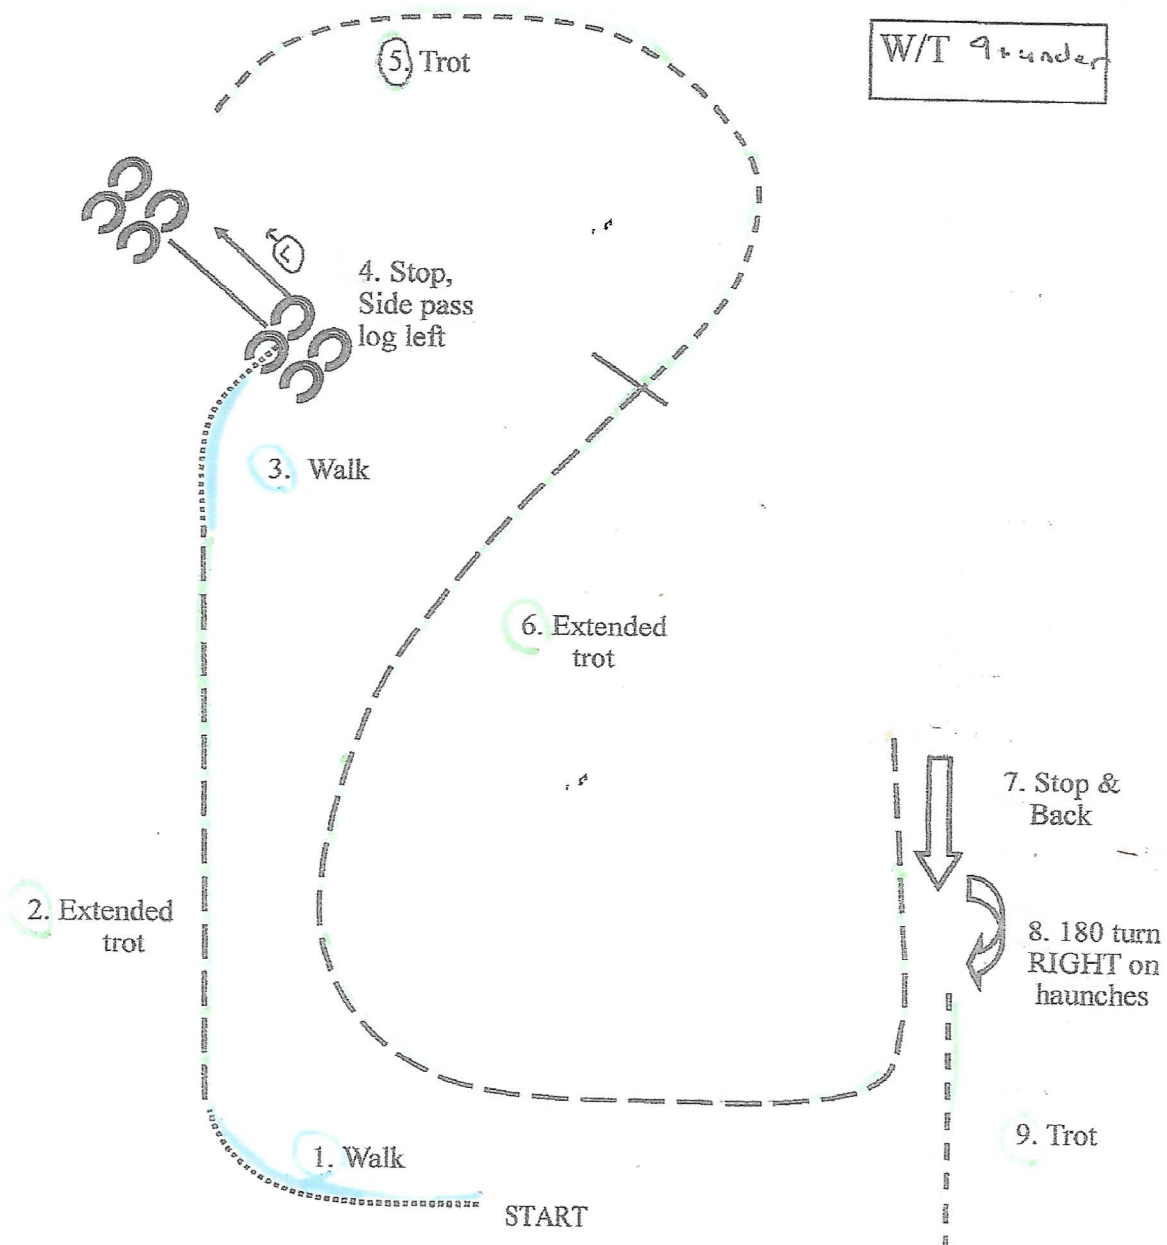 5. Trot
W/T 9 + under
L
4. Stop,
Side pass
log left
3. Walk
6. Extended
trot
7. Stop &
Back
2. Extended
trot
8. 180 turn
RIGHT on
haunches
1. Walk
9. Trot
START